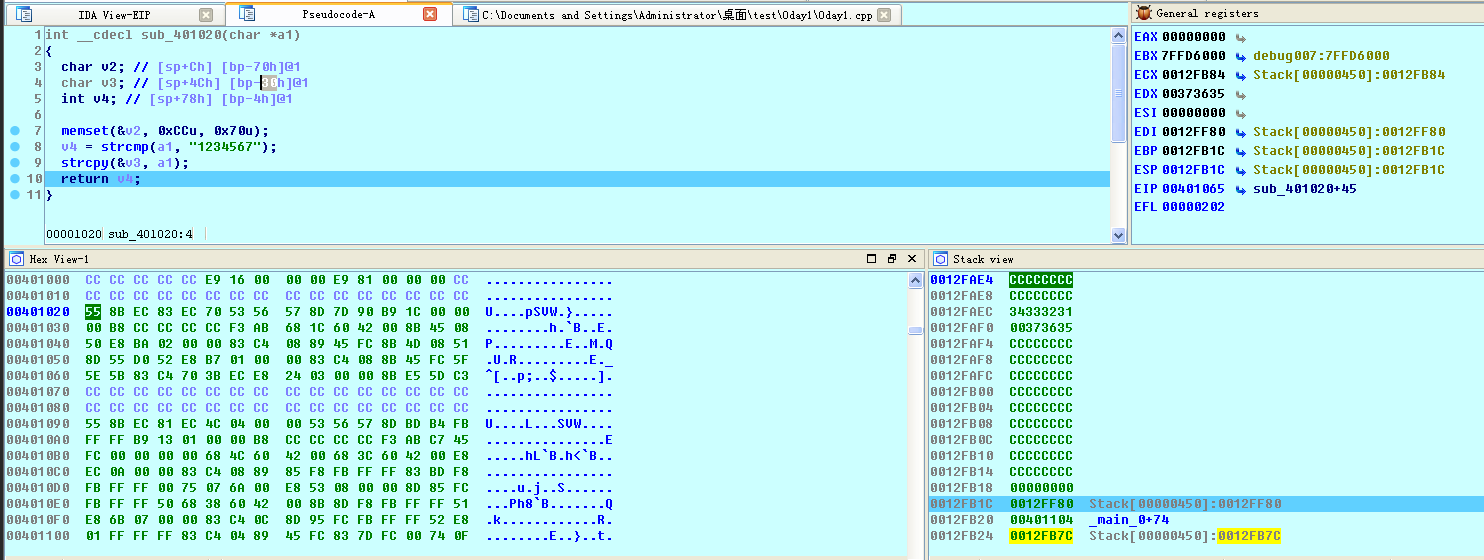 IDA View-EIP
Pseudocode-A
C:\Documents and Settings\Administrator\桌面\test\0day1\0day1.cpp
1 int __cdecl sub_401020(char *a1)
2 {
3 char v2; // [sp+Ch] [bp-70h]@1
4 char v3; // [sp+4Ch] [bp-30h]@1
5 int v4; // [sp+78h] [bp-4h]@1
6
7 memset(&v2, 0xCCu, 0x70u);
8 v4 = strcmp(a1, "1234567");
9 strcpy(&v3, a1);
10 return v4;
11 }
00001020 sub_401020:4
General registers
EAX 00000000
EBX 7FFD6000 debug007:7FFD6000
ECX 0012FB84 Stack[00000450]:0012FB84
EDX 00373635
ESI 00000000
EDI 0012FF80 Stack[00000450]:0012FF80
EBP 0012FB1C Stack[00000450]:0012FB1C
ESP 0012FB1C Stack[00000450]:0012FB1C
EIP 00401065 sub_401020+45
EFL 00000202
Hex View-1
00401000 CC CC CC CC CC E9 16 00 00 00 E9 81 00 00 00 CC ................
00401010 CC CC CC CC CC CC CC CC CC CC CC CC CC CC CC CC ................
00401020 55 8B EC 83 EC 70 53 56 57 8D 7D 90 B9 1C 00 00 U....pSVW.}.....
00401030 00 B8 CC CC CC CC F3 AB 68 1C 60 42 00 8B 45 08 ........h.`B..E.
00401040 50 E8 BA 02 00 00 83 C4 08 89 45 FC 8B 4D 08 51 P.........E..M.Q
00401050 8D 55 D0 52 E8 B7 01 00 00 83 C4 08 8B 45 FC 5F .U.R.........E._
00401060 5E 5B 83 C4 70 3B EC E8 24 03 00 00 8B E5 5D C3 ^[..p;..$.....].
00401070 CC CC CC CC CC CC CC CC CC CC CC CC CC CC CC CC ................
00401080 CC CC CC CC CC CC CC CC CC CC CC CC CC CC CC CC ................
00401090 55 8B EC 81 EC 4C 04 00 00 53 56 57 8D BD B4 FB U....L...SVW....
004010A0 FF FF B9 13 01 00 00 B8 CC CC CC CC F3 AB C7 45 ...............E
004010B0 FC 00 00 00 00 68 4C 60 42 00 68 3C 60 42 00 E8 .....hL`B.h<`B..
004010C0 EC 0A 00 00 83 C4 08 89 85 F8 FB FF FF 83 BD F8 ................
004010D0 FB FF FF 00 75 07 6A 00 E8 53 08 00 00 8D 85 FC ....u.j..S......
004010E0 FB FF FF 50 68 38 60 42 00 8B 8D F8 FB FF FF 51 ...Ph8`B.......Q
004010F0 E8 6B 07 00 00 83 C4 0C 8D 95 FC FB FF FF 52 E8 .k............R.
00401100 01 FF FF FF 83 C4 04 89 45 FC 83 7D FC 00 74 0F ........E..}..t.
Stack view
0012FAE4 CCCCCCCC
0012FAE8 CCCCCCCC
0012FAEC 34333231
0012FAF0 00373635
0012FAF4 CCCCCCCC
0012FAF8 CCCCCCCC
0012FAFC CCCCCCCC
0012FB00 CCCCCCCC
0012FB04 CCCCCCCC
0012FB08 CCCCCCCC
0012FB0C CCCCCCCC
0012FB10 CCCCCCCC
0012FB14 CCCCCCCC
0012FB18 00000000
0012FB1C 0012FF80 Stack[00000450]:0012FF80
0012FB20 00401104 _main_0+74
0012FB24 0012FB7C Stack[00000450]:0012FB7C